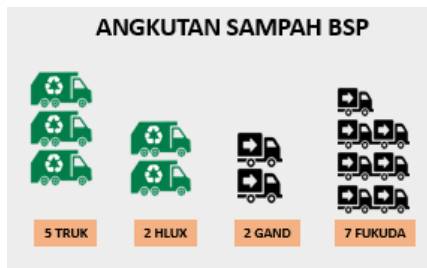 ANGKUTAN SAMPAH BSP
5 TRUK
2 HLUX
2 GAND
7 FUKUDA